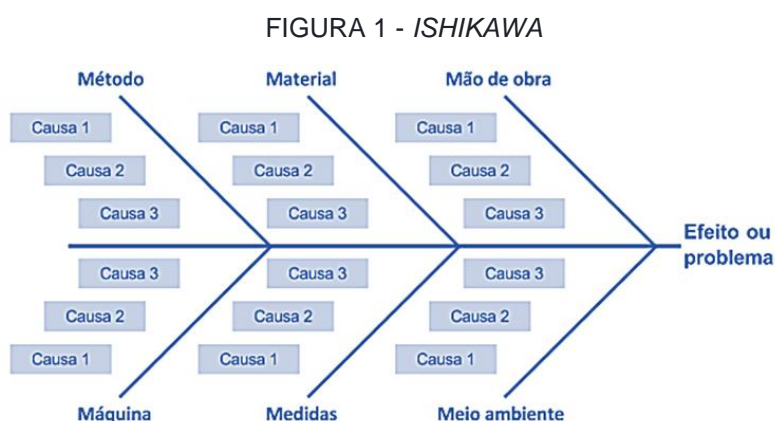 FIGURA 1 - ISHIKAWA
Método Material Mão de obra
Causa 1 Causa 1 Causa 1
Causa 2 Causa 2 Causa 2
Causa 3 Causa 3 Causa 3
Efeito ou
problema
Causa 3 Causa 3 Causa 3
Causa 2 Causa 2 Causa 2
Causa 1 Causa 1 Causa 1
Máquina Medidas Meio ambiente